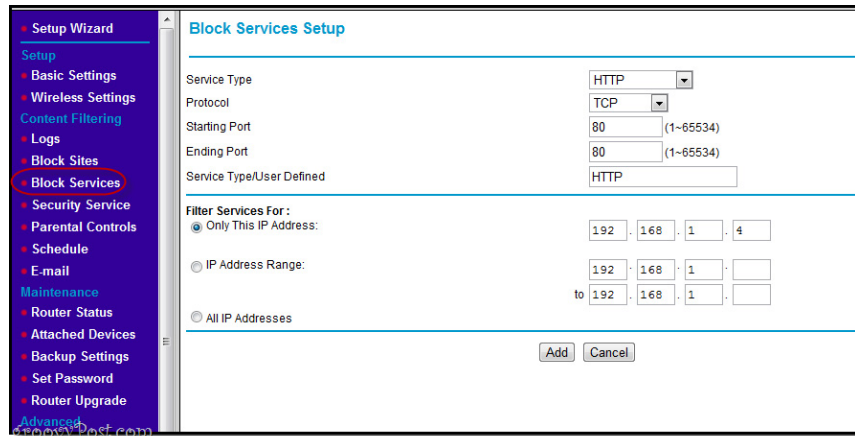 Setup Wizard
Setup
Basic Settings
Wireless Settings
Content Filtering
Logs
Block Sites
Block Services
Security Service
Parental Controls
Schedule
E-mail
Maintenance
Router Status
Attached Devices
Backup Settings
Set Password
Router Upgrade
Advanced
groovyPost.com
Block Services Setup
Service Type HTTP
Protocol TCP
Starting Port 80 (1~65534)
Ending Port 80 (1~65534)
Service Type/User Defined HTTP
Filter Services For :
Only This IP Address: 192 . 168 . 1 . 4
IP Address Range: 192 . 168 . 1 .
to 192 . 168 . 1 .
All IP Addresses
Add Cancel